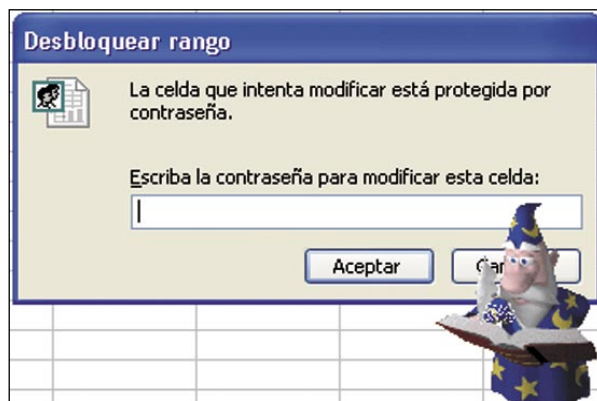 Desbloquear rango
La celda que intenta modificar está protegida por
contraseña.
Escriba la contraseña para modificar esta celda:
Aceptar